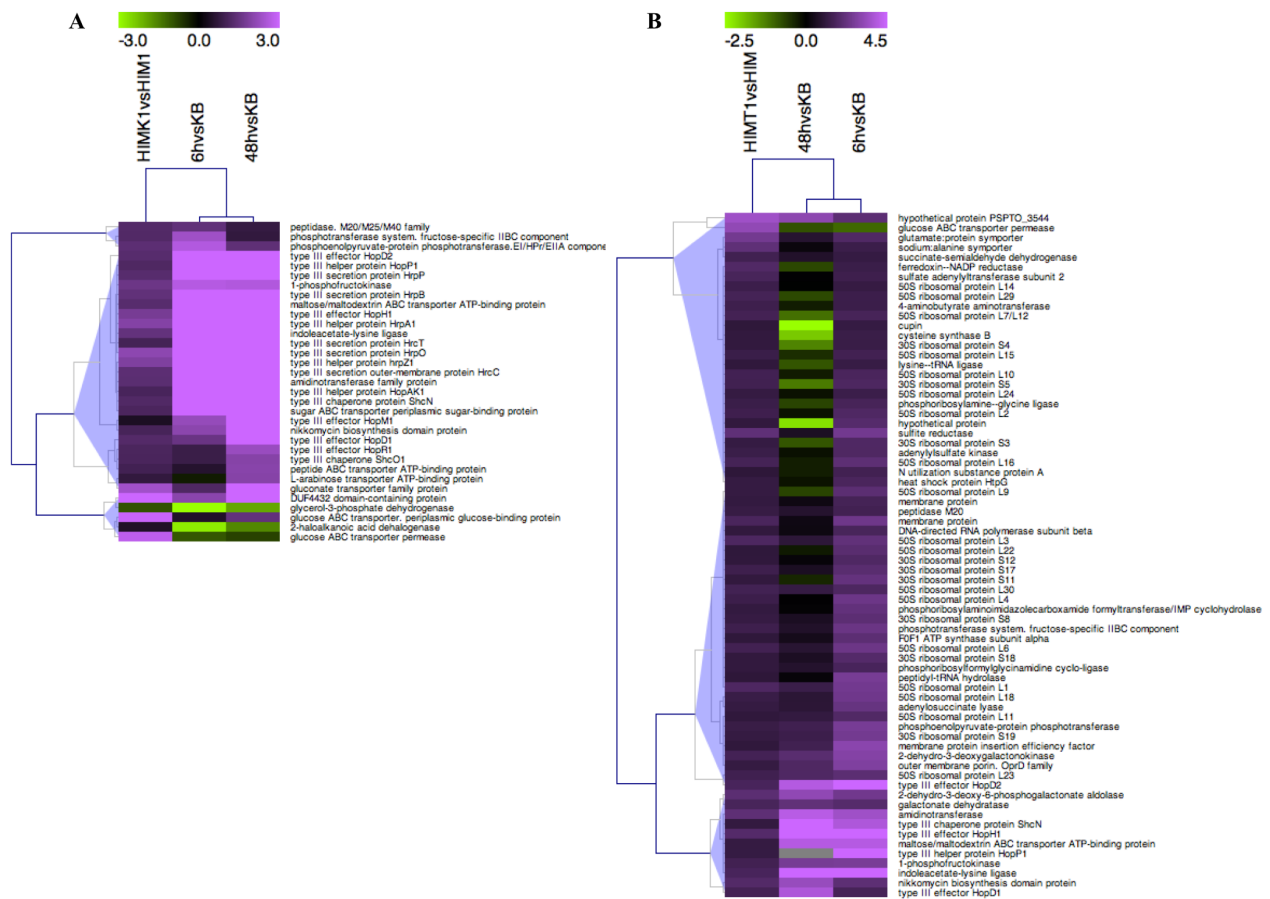 A
-3.0 0.0 3.0
HIMK1vsHIM1
6hvsKB
48hvsKB
peptidase. M20/M25/M40 family
phosphotransferase system. fructose-specific IIBC component
phosphoenolpyruvate-protein phosphotransferase.EI/HPr/EIIA compone
type III effector HopD2
type III helper protein HopP1
type III secretion protein HrpP
1-phosphofructokinase
type III secretion protein HrpB
maltose/maltodextrin ABC transporter ATP-binding protein
type III effector HopH1
type III helper protein HrpA1
indoleacetate-lysine ligase
type III secretion protein HrcT
type III secretion protein HrpO
type III helper protein hrpZ1
type III secretion outer-membrane protein HrcC
amidinotransferase family protein
type III helper protein HopAK1
type III chaperone protein ShcN
sugar ABC transporter periplasmic sugar-binding protein
type III effector HopM1
nikkomycin biosynthesis domain protein
type III effector HopD1
type III effector HopR1
type III chaperone ShcO1
peptide ABC transporter ATP-binding protein
L-arabinose transporter ATP-binding protein
gluconate transporter family protein
DUF4432 domain-containing protein
glycerol-3-phosphate dehydrogenase
glucose ABC transporter. periplasmic glucose-binding protein
2-haloalkanoic acid dehalogenase
glucose ABC transporter permease
B
-2.5 0.0 4.5
HIMT1vsHIM
48hvsKB
6hvsKB
hypothetical protein PSPTO_3544
glucose ABC transporter permease
glutamate:proton symporter
sodium:alanine symporter
succinate-semialdehyde dehydrogenase
ferredoxin--NADP reductase
sulfate adenylyltransferase subunit 2
50S ribosomal protein L14
50S ribosomal protein L29
4-aminobutyrate aminotransferase
50S ribosomal protein L7/L12
cupin
cysteine synthase B
30S ribosomal protein S4
50S ribosomal protein L15
lysine--tRNA ligase
50S ribosomal protein L10
30S ribosomal protein S5
50S ribosomal protein L24
phosphoribosylamine--glycine ligase
50S ribosomal protein L2
hypothetical protein
sulfite reductase
30S ribosomal protein S3
adenylylsulfate kinase
50S ribosomal protein L16
N utilization substance protein A
heat shock protein HtpG
50S ribosomal protein L9
membrane protein
peptidase M20
membrane protein
DNA-directed RNA polymerase subunit beta
50S ribosomal protein L3
50S ribosomal protein L22
30S ribosomal protein S12
30S ribosomal protein S17
30S ribosomal protein S11
50S ribosomal protein L30
50S ribosomal protein L4
phosphoribosylaminoimidazolecarboxamide formyltransferase/IMP cyclohydrolase
30S ribosomal protein S8
phosphotransferase system. fructose-specific IIBC component
F0F1 ATP synthase subunit alpha
50S ribosomal protein L6
30S ribosomal protein S18
phosphoribosylformylglycinamidine cyclo-ligase
peptidyl-tRNA hydrolase
50S ribosomal protein L1
50S ribosomal protein L18
adenylosuccinate lyase
50S ribosomal protein L11
phosphoenolpyruvate-protein phosphotransferase
30S ribosomal protein S19
membrane protein insertion efficiency factor
2-dehydro-3-deoxygalactonokinase
outer membrane porin. OprD family
50S ribosomal protein L23
type III effector HopD2
2-dehydro-3-deoxy-6-phosphogalactonate aldolase
galactonate dehydratase
amidinotransferase
type III chaperone protein ShcN
type III effector HopH1
maltose/maltodextrin ABC transporter ATP-binding protein
type III helper protein HopP1
1-phosphofructokinase
indoleacetate-lysine ligase
nikkomycin biosynthesis domain protein
type III effector HopD1